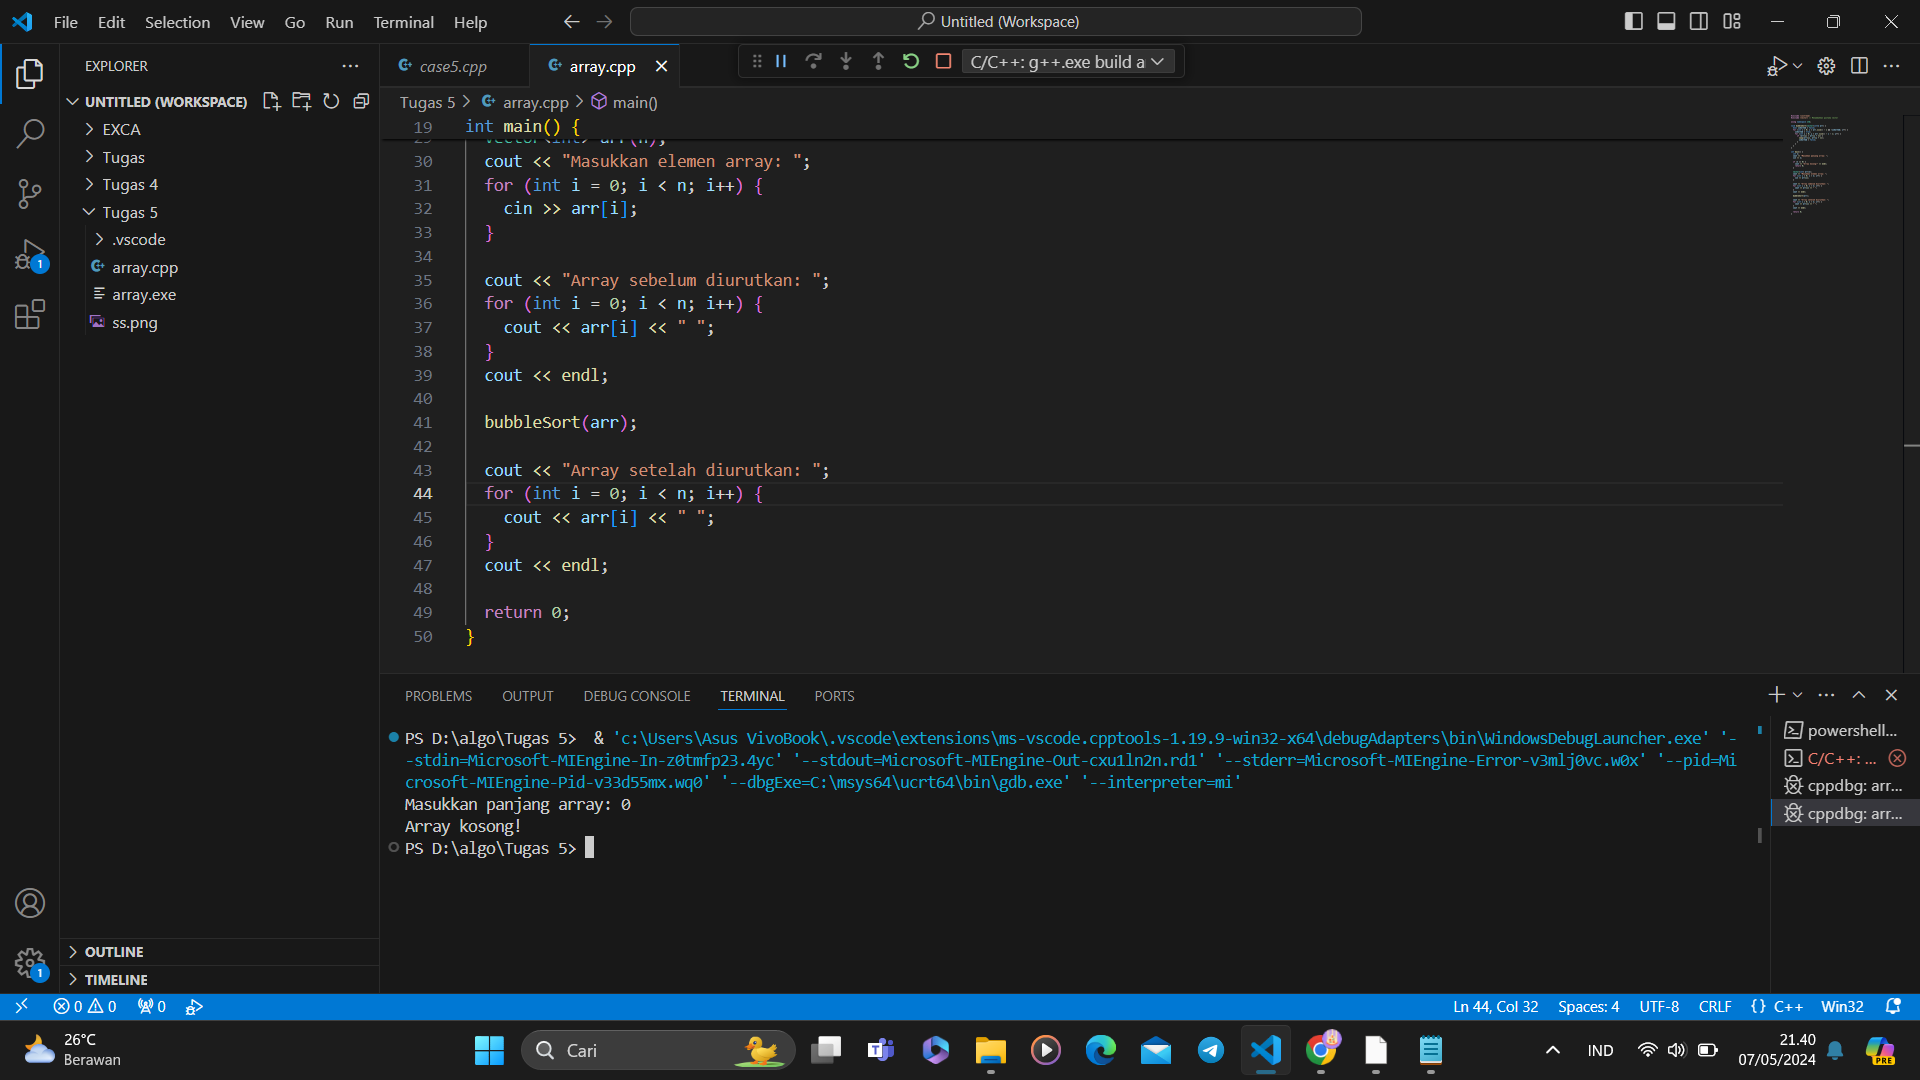 File Edit Selection View Go Run Terminal Help
Untitled (Workspace)
EXPLORER
UNTITLED (WORKSPACE)
EXCA
Tugas
Tugas 4
Tugas 5
.vscode
array.cpp
array.exe
ss.png
OUTLINE
TIMELINE
case5.cpp
array.cpp
C/C++: g++.exe build a
Tugas 5 > array.cpp > main()
19 int main() {
29 vector<int> arr(n);
30 cout << "Masukkan elemen array: ";
31 for (int i = 0; i < n; i++) {
32 cin >> arr[i];
33 }
34
35 cout << "Array sebelum diurutkan: ";
36 for (int i = 0; i < n; i++) {
37 cout << arr[i] << " ";
38 }
39 cout << endl;
40
41 bubbleSort(arr);
42
43 cout << "Array setelah diurutkan: ";
44 for (int i = 0; i < n; i++) {
45 cout << arr[i] << " ";
46 }
47 cout << endl;
48
49 return 0;
50 }
PROBLEMS OUTPUT DEBUG CONSOLE TERMINAL PORTS
PS D:\algo\Tugas 5> & 'c:\Users\Asus VivoBook\.vscode\extensions\ms-vscode.cpptools-1.19.9-win32-x64\debugAdapters\bin\WindowsDebugLauncher.exe' '-
-stdin=Microsoft-MIEngine-In-z0tmfp23.4yc' '--stdout=Microsoft-MIEngine-Out-cxu1ln2n.rd1' '--stderr=Microsoft-MIEngine-Error-v3mlj0vc.w0x' '--pid=Mi
crosoft-MIEngine-Pid-v33d55mx.wq0' '--dbgExe=C:\msys64\ucrt64\bin\gdb.exe' '--interpreter=mi'
Masukkan panjang array: 0
Array kosong!
PS D:\algo\Tugas 5>
powershell...
C/C++: ...
cppdbg: arr...
cppdbg: arr...
1
1
0 0 0
Ln 44, Col 32 Spaces: 4 UTF-8 CRLF {} C++ Win32
26°C
Berawan
Cari
IND
21.40
07/05/2024
PRE